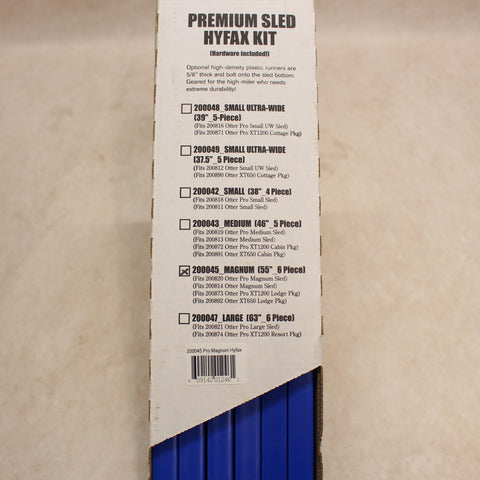 PREMIUM SLED
HYFAX KIT
(Hardware included!)
Optional high-density plastic runners are
5/8" thick and bolt onto the sled bottom.
Geared for the high-miler who needs
extreme durability!
200048_SMALL ULTRA-WIDE
(39"_5-Piece)
(Fits 200816 Otter Pro Small UW Sled)
(Fits 200871 Otter Pro XT1200 Cottage Pkg)
200049_SMALL ULTRA-WIDE
(37.5"_5 Piece)
(Fits 200812 Otter Small UW Sled)
(Fits 200890 Otter XT650 Cottage Pkg)
200042_SMALL (38"_4 Piece)
(Fits 200818 Otter Pro Small Sled)
(Fits 200811 Otter Small Sled)
200043_MEDIUM (46"_5 Piece)
(Fits 200819 Otter Pro Medium Sled)
(Fits 200813 Otter Medium Sled)
(Fits 200872 Otter Pro XT1200 Cabin Pkg)
(Fits 200891 Otter XT650 Cabin Pkg)
200045_MAGNUM (55"_6 Piece)
(Fits 200820 Otter Pro Magnum Sled)
(Fits 200814 Otter Magnum Sled)
(Fits 200873 Otter Pro XT1200 Lodge Pkg)
(Fits 200892 Otter XT650 Lodge Pkg)
200047_LARGE (63"_6 Piece)
(Fits 200821 Otter Pro Large Sled)
(Fits 200874 Otter Pro XT1200 Resort Pkg)
200045 Pro Magnum Hyfax
6 09142 01246 1